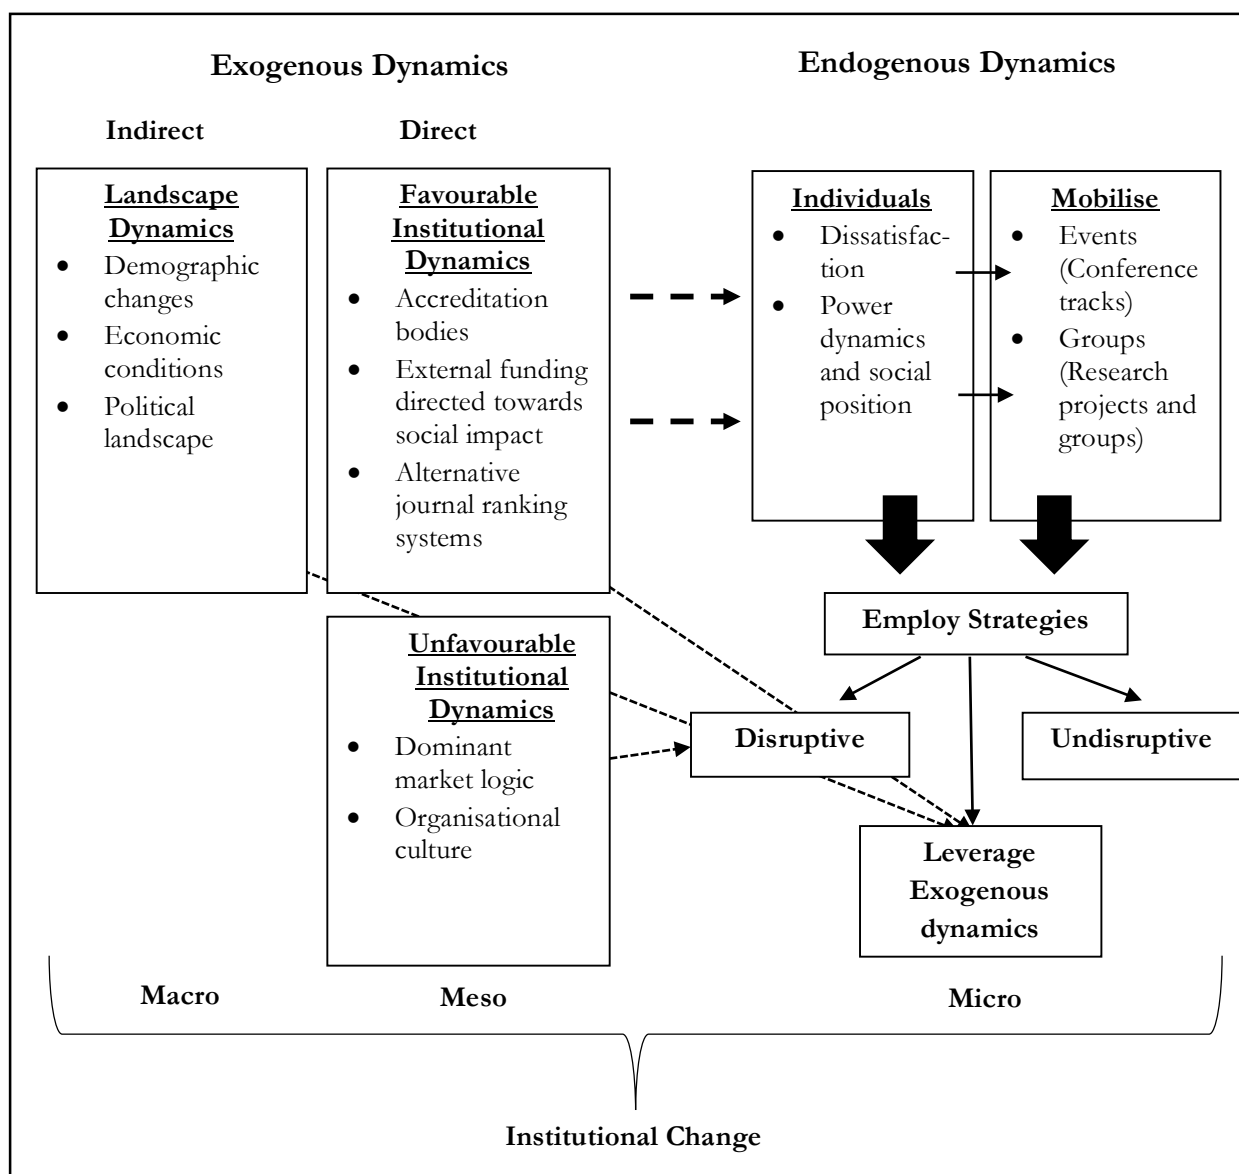 Exogenous Dynamics
Endogenous Dynamics
Indirect
Direct
Landscape
Dynamics
• Demographic
changes
• Economic
conditions
• Political
landscape
Favourable
Institutional
Dynamics
• Accreditation
bodies
• External funding
directed towards
social impact
• Alternative
journal ranking
systems
Individuals
• Dissatisfac-
tion
• Power
dynamics
and social
position
Mobilise
• Events
(Conference
tracks)
• Groups
(Research
projects and
groups)
Employ Strategies
Unfavourable
Institutional
Dynamics
• Dominant
market logic
• Organisational
culture
Disruptive
Undisruptive
Leverage
Exogenous
dynamics
Macro
Meso
Micro
Institutional Change